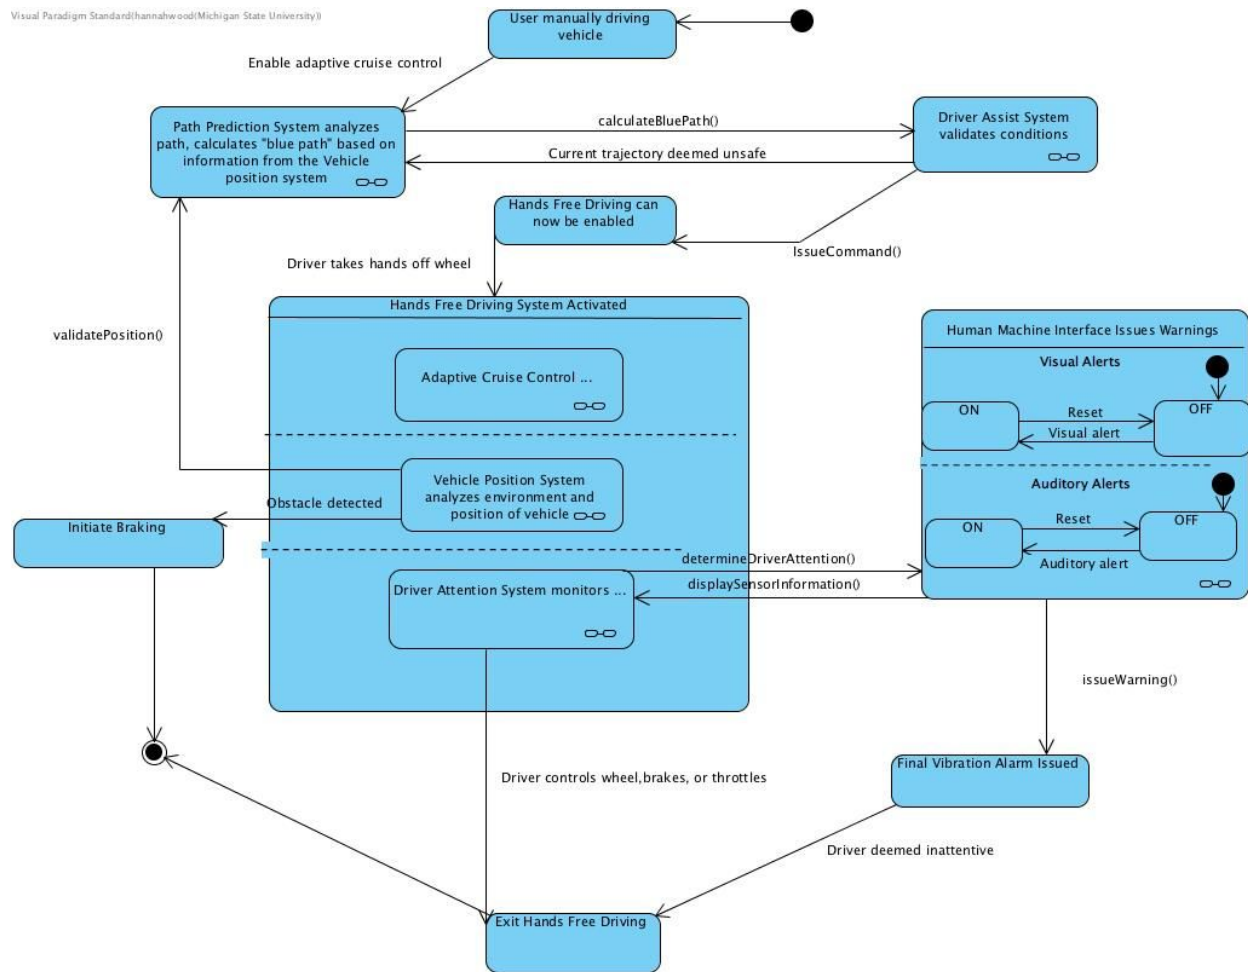 Visual Paradigm Standard(hannahwood(Michigan State University))
User manually driving
vehicle
Enable adaptive cruise control
Path Prediction System analyzes
path, calculates "blue path" based on
information from the Vehicle
position system
calculateBluePath()
Current trajectory deemed unsafe
Driver Assist System
validates conditions
Hands Free Driving can
now be enabled
IssueCommand()
Driver takes hands off wheel
validatePosition()
Hands Free Driving System Activated
Adaptive Cruise Control ...
Vehicle Position System
analyzes environment and
position of vehicle
Obstacle detected
Initiate Braking
Driver Attention System monitors ...
determineDriverAttention()
displaySensorInformation()
Human Machine Interface Issues Warnings
Visual Alerts
ON
Reset
Visual alert
OFF
Auditory Alerts
ON
Reset
Auditory alert
OFF
issueWarning()
Final Vibration Alarm Issued
Driver controls wheel,brakes, or throttles
Driver deemed inattentive
Exit Hands Free Driving